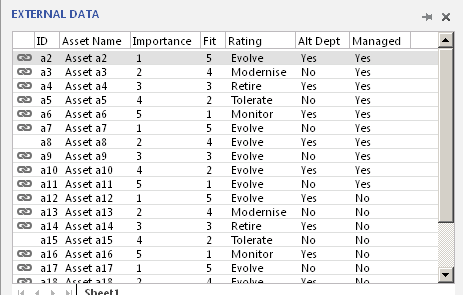 EXTERNAL DATA
ID Asset Name Importance Fit Rating Alt Dept Managed
a2 Asset a2 1 5 Evolve Yes Yes
a3 Asset a3 2 4 Modernise No Yes
a4 Asset a4 3 3 Retire Yes Yes
a5 Asset a5 4 2 Tolerate No Yes
a6 Asset a6 5 1 Monitor Yes Yes
a7 Asset a7 1 5 Evolve No Yes
a8 Asset a8 2 4 Evolve Yes Yes
a9 Asset a9 3 3 Evolve No Yes
a10 Asset a10 4 2 Evolve Yes Yes
a11 Asset a11 5 1 Evolve No Yes
a12 Asset a12 1 5 Evolve Yes No
a13 Asset a13 2 4 Modernise No No
a14 Asset a14 3 3 Retire Yes No
a15 Asset a15 4 2 Tolerate No No
a16 Asset a16 5 1 Monitor Yes No
a17 Asset a17 1 5 Evolve No No
a18 Asset a18 2 4 Evolve Yes No
Sheet1